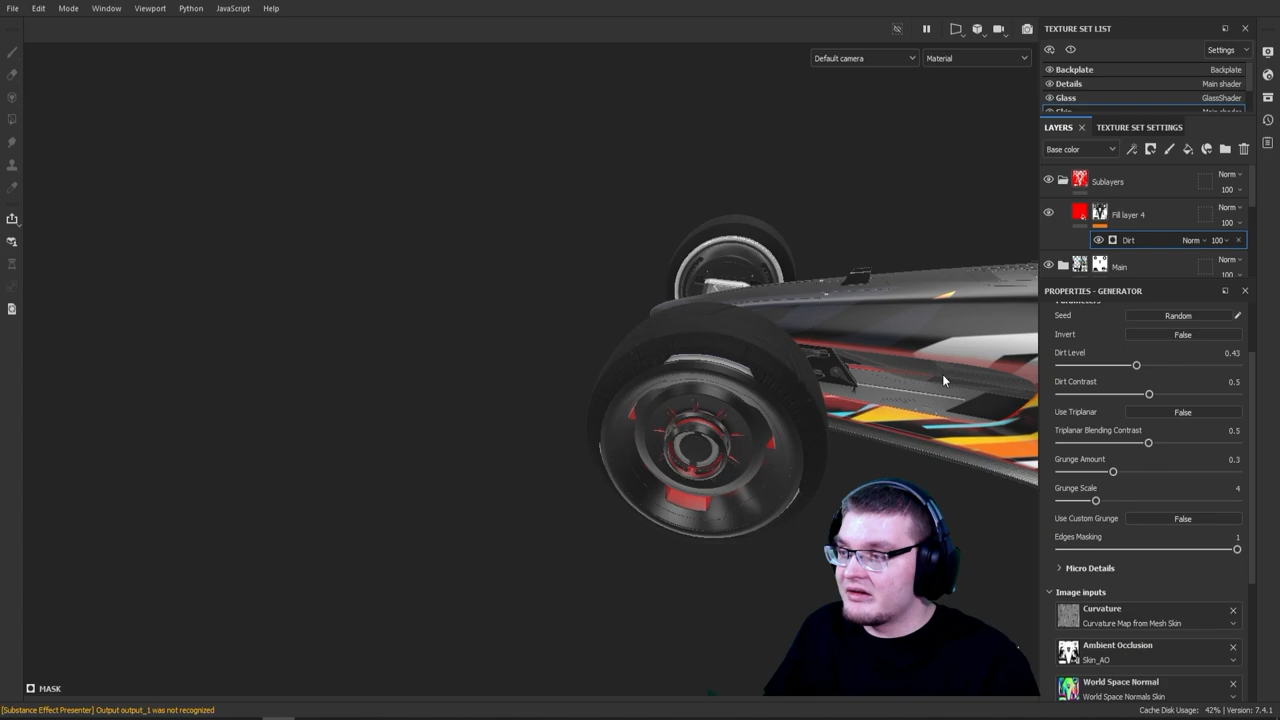 File Edit Mode Window Viewport Python JavaScript Help
TEXTURE SET LIST
Settings
Default camera
Material
Backplate Backplate
Details Main shader
Glass GlassShader
LAYERS TEXTURE SET SETTINGS
Base color
Sublayers Norm
100
Fill layer 4 Norm
100
Dirt Norm 100
Main Norm
100
PROPERTIES - GENERATOR
Parameters
Seed Random
Invert False
Dirt Level 0.43
Dirt Contrast 0.5
Use Triplanar False
Triplanar Blending Contrast 0.5
Grunge Amount 0.3
Grunge Scale 4
Use Custom Grunge False
Edges Masking 1
Micro Details
Image inputs
Curvature
Curvature Map from Mesh Skin
Ambient Occlusion
Skin_AO
World Space Normal
World Space Normals Skin
MASK
[Substance Effect Presenter] Output output_1 was not recognized
Cache Disk Usage: 42% | Version: 7.4.1